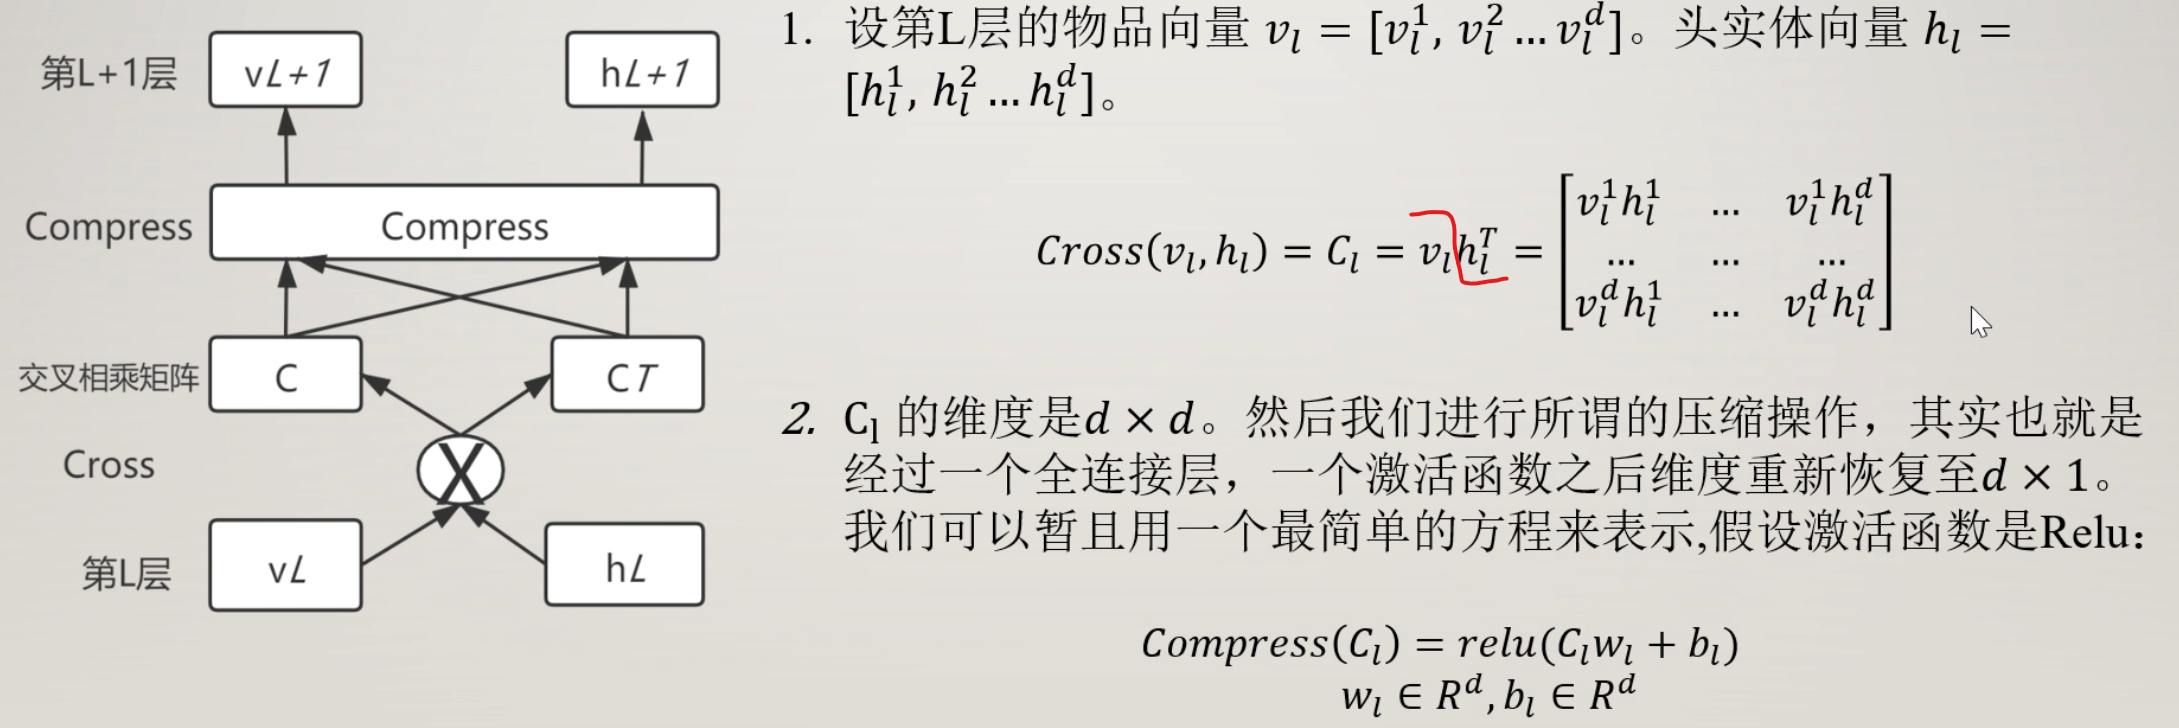 第L+1层
vL+1
hL+1
Compress
Compress
交叉相乘矩阵
C
CT
Cross
X
第L层
vL
hL
1. 设第L层的物品向量 v_l = [v_l^1, v_l^2 … v_l^d]。头实体向量 h_l =
[h_l^1, h_l^2 … h_l^d]。
Cross(v_l, h_l) = C_l = v_l h_l^T = [v_l^1 h_l^1 … v_l^1 h_l^d
… … …
v_l^d h_l^1 … v_l^d h_l^d]
2. C_l 的维度是d × d。然后我们进行所谓的压缩操作，其实也就是
经过一个全连接层，一个激活函数之后维度重新恢复至d × 1。
我们可以暂且用一个最简单的方程来表示,假设激活函数是Relu：
Compress(C_l) = relu(C_l w_l + b_l)
w_l ∈ R^d, b_l ∈ R^d